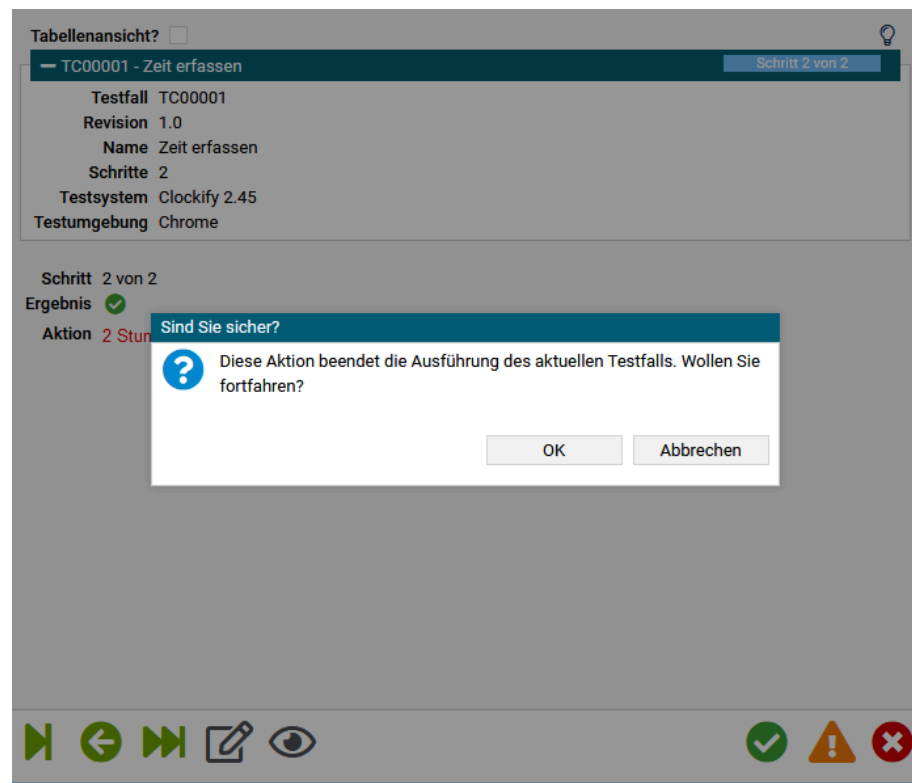 Tabellenansicht?
TC00001 - Zeit erfassen
Schritt 2 von 2
Testfall TC00001
Revision 1.0
Name Zeit erfassen
Schritte 2
Testsystem Clockify 2.45
Testumgebung Chrome
Schritt 2 von 2
Ergebnis
Aktion 2 Stun
Sind Sie sicher?
Diese Aktion beendet die Ausführung des aktuellen Testfalls. Wollen Sie
fortfahren?
OK Abbrechen